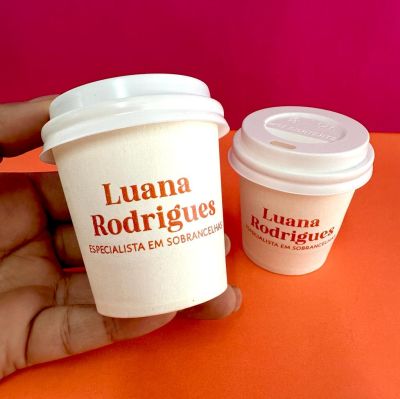 Luana
Rodrigues
ESPECIALISTA EM SOBRANCELHAS
Luana
Rodrigues
ESPECIALISTA EM SOBRANCELHAS